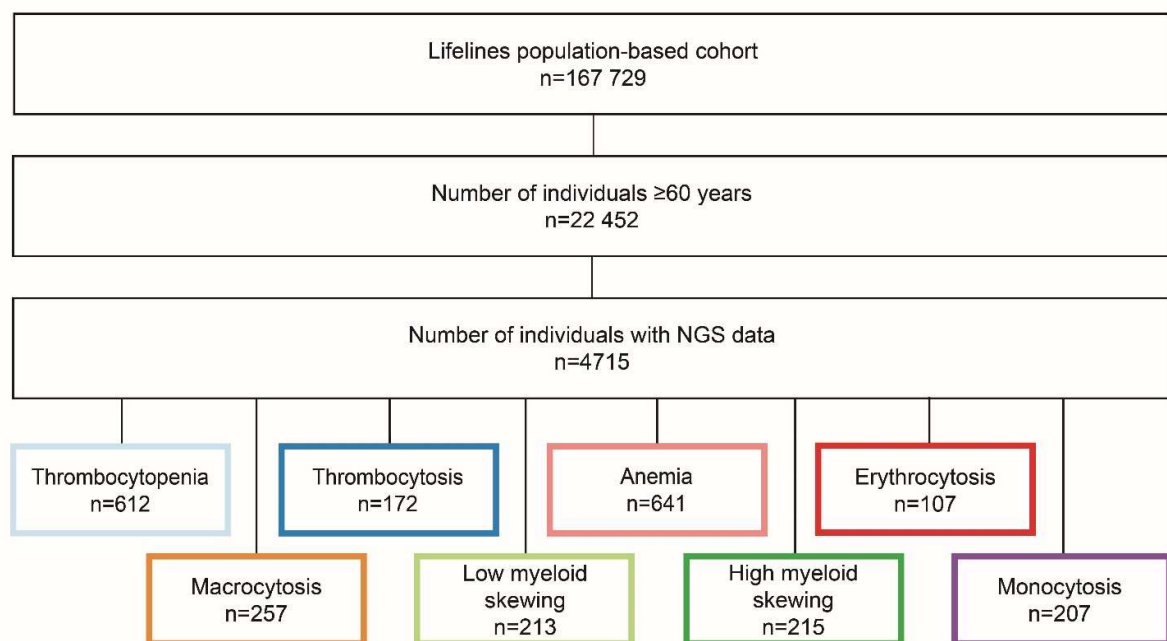 Lifelines population-based cohort
n=167 729
Number of individuals ≥60 years
n=22 452
Number of individuals with NGS data
n=4715
Thrombocytopenia
n=612
Thrombocytosis
n=172
Anemia
n=641
Erythrocytosis
n=107
Macrocytosis
n=257
Low myeloid
skewing
n=213
High myeloid
skewing
n=215
Monocytosis
n=207